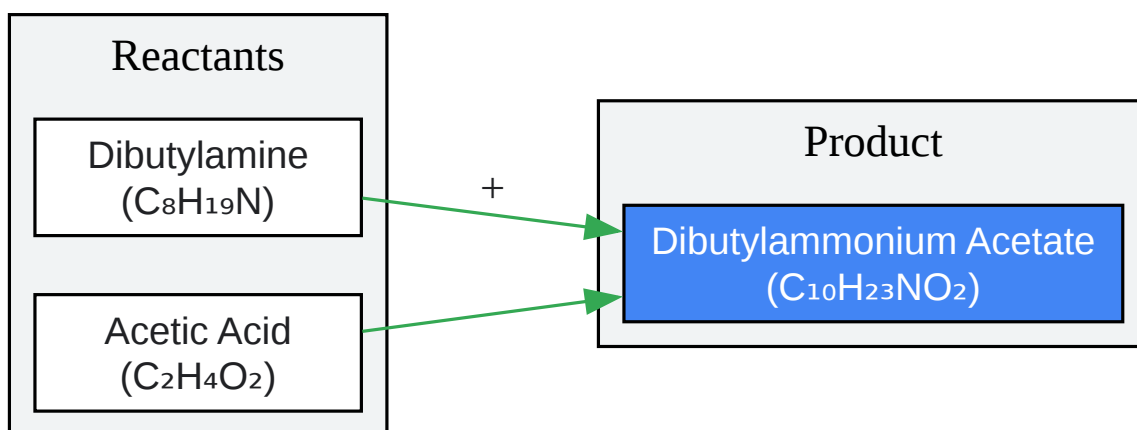 Reactants
Dibutylamine
(C₈H₁₉N)
+
Acetic Acid
(C₂H₄O₂)
Product
Dibutylammonium Acetate
(C₁₀H₂₃NO₂)